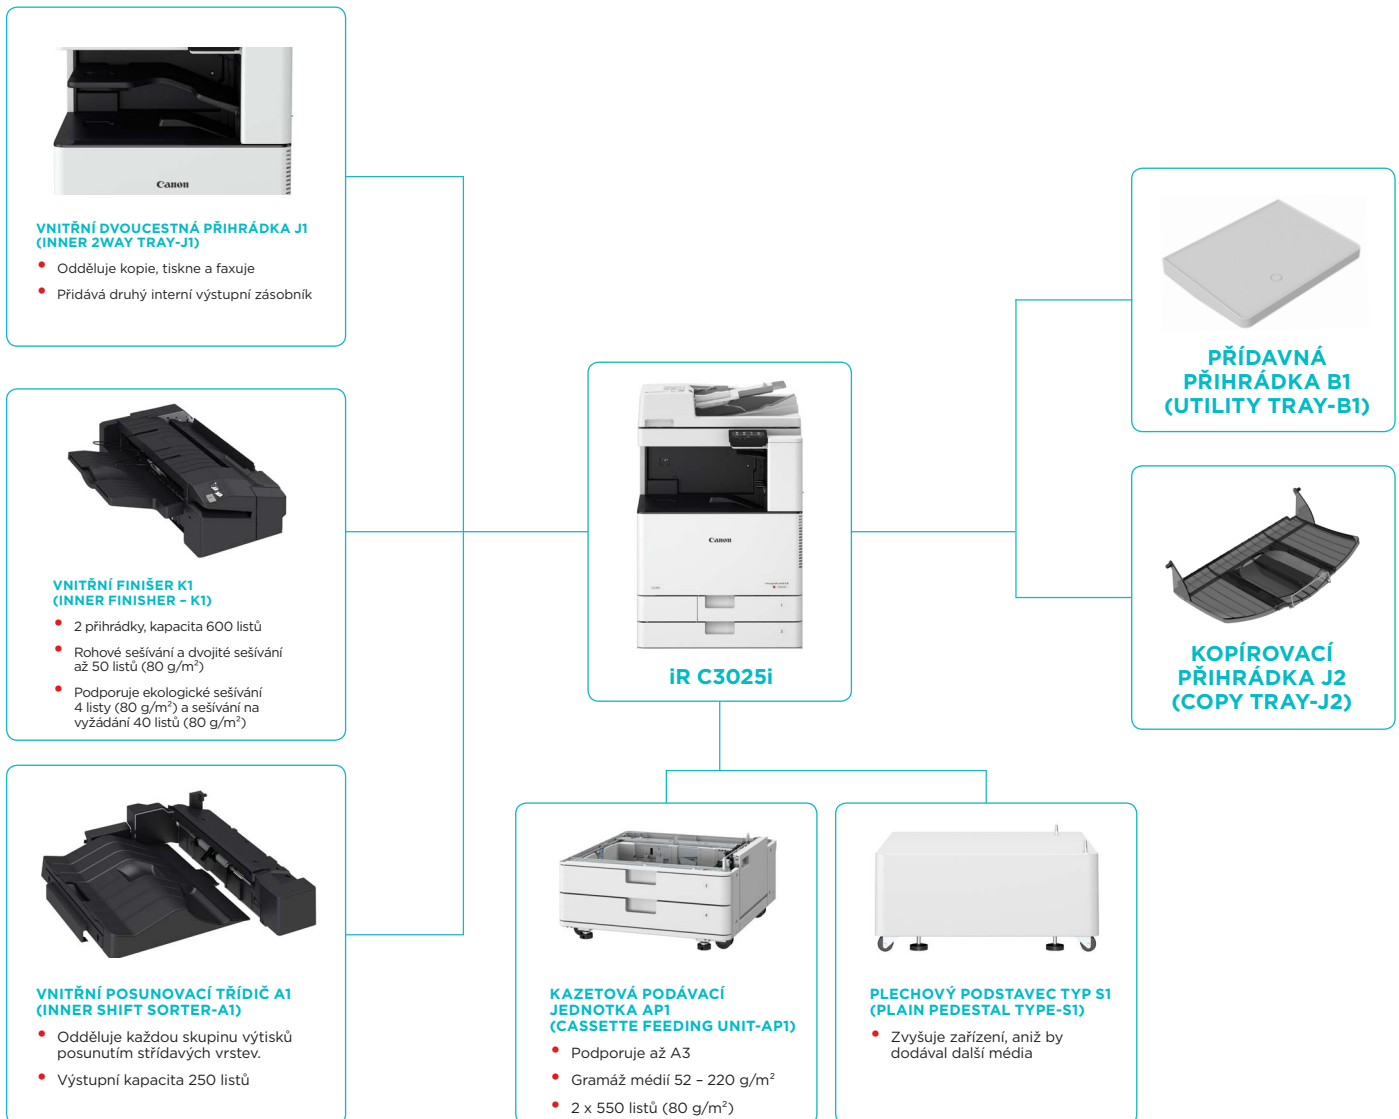 Canon
VNITŘNÍ DVOUCESTNÁ PŘIHRÁDKA J1
(INNER 2WAY TRAY-J1)
• Odděluje kopie, tiskne a faxuje
• Přidává druhý interní výstupní zásobník
VNITŘNÍ FINIŠER K1
(INNER FINISHER – K1)
• 2 přihrádky, kapacita 600 listů
• Rohové sešívání a dvojité sešívání
až 50 listů (80 g/m²)
• Podporuje ekologické sešívání
4 listy (80 g/m²) a sešívání na
vyžádání 40 listů (80 g/m²)
VNITŘNÍ POSUNOVACÍ TŘÍDIČ A1
(INNER SHIFT SORTER-A1)
• Odděluje každou skupinu výtisků
posunutím střídavých vrstev.
• Výstupní kapacita 250 listů
Canon
1
2
iR C3025i
KAZETOVÁ PODÁVACÍ
JEDNOTKA AP1
(CASSETTE FEEDING UNIT-AP1)
• Podporuje až A3
• Gramáž médií 52 – 220 g/m²
• 2 x 550 listů (80 g/m²)
PLECHOVÝ PODSTAVEC TYP S1
(PLAIN PEDESTAL TYPE-S1)
• Zvyšuje zařízení, aniž by
dodával další média
PŘÍDAVNÁ
PŘIHRÁDKA B1
(UTILITY TRAY-B1)
KOPÍROVACÍ
PŘIHRÁDKA J2
(COPY TRAY-J2)